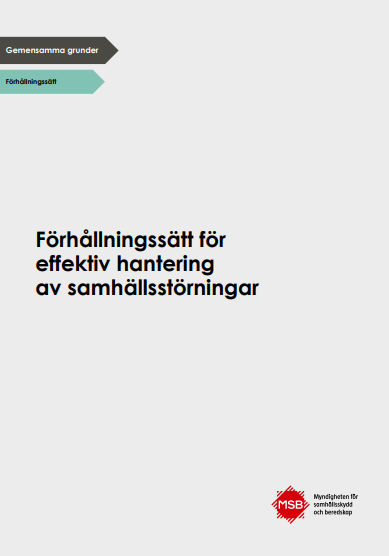 Gemensamma grunder
Förhållningssätt
Förhållningssätt för
effektiv hantering
av samhällsstörningar
MSB
Myndigheten för
samhällsskydd
och beredskap